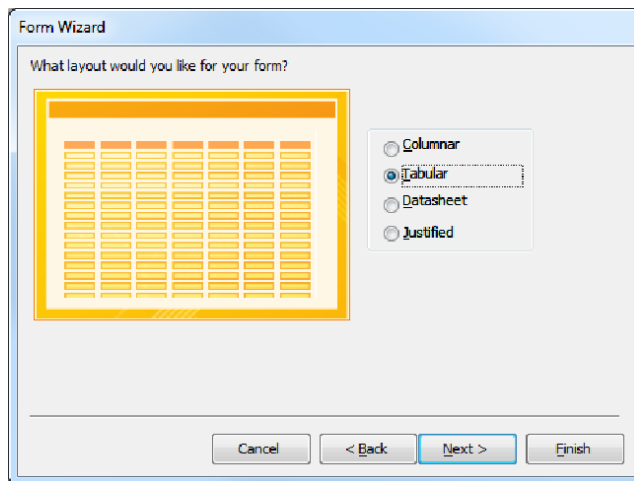 Form Wizard
What layout would you like for your form?
Columnar
Tabular
Datasheet
Justified
Cancel
< Back
Next >
Finish